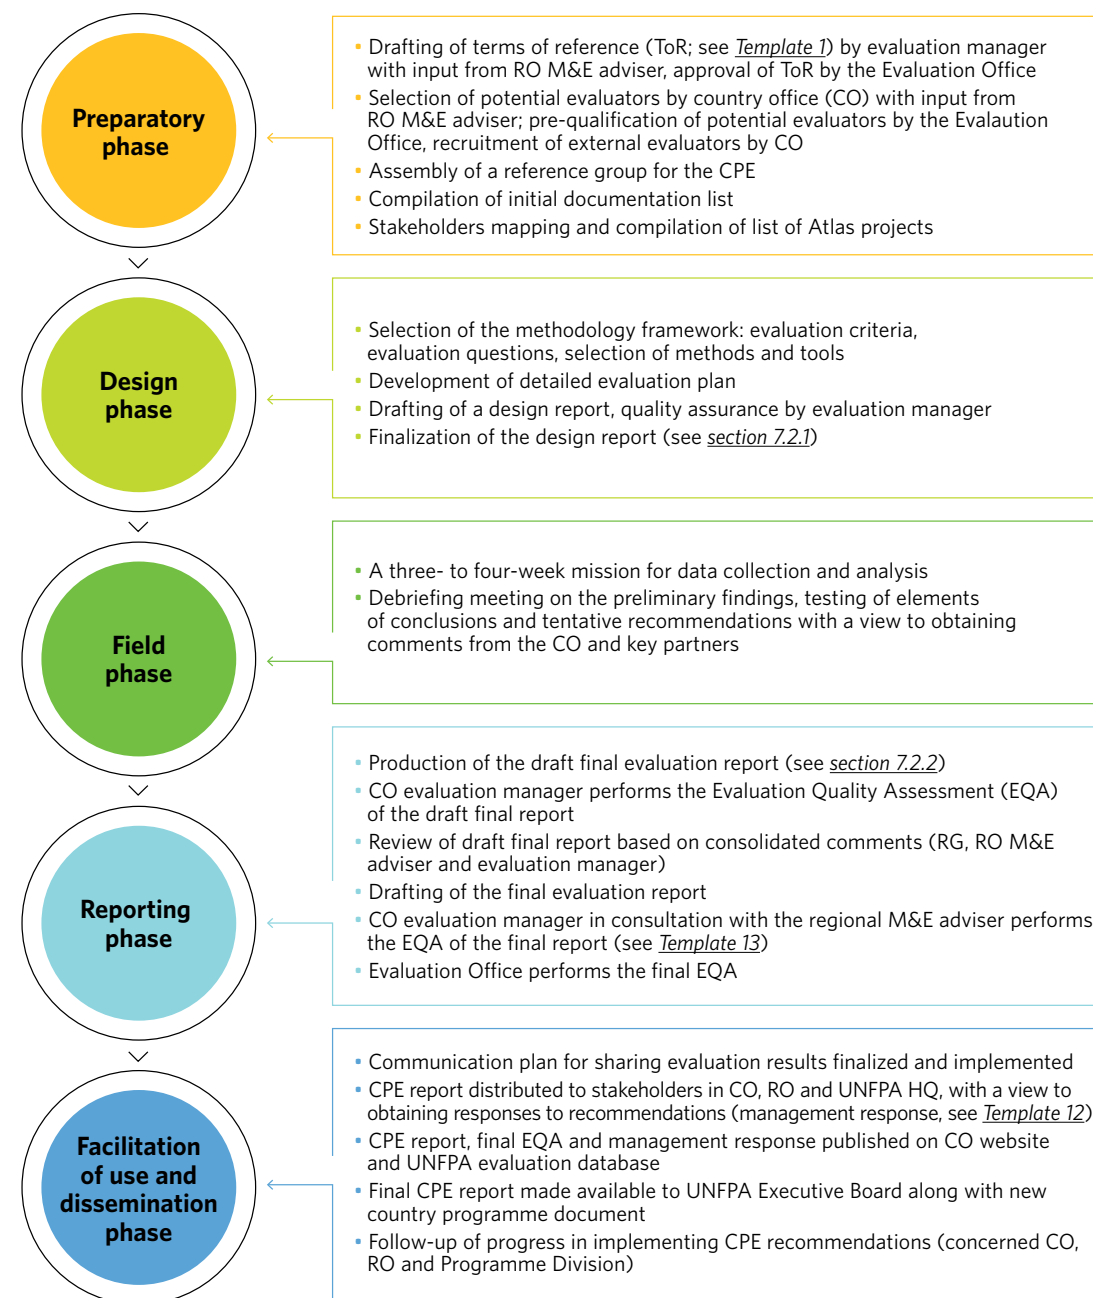 Preparatory
phase
▪ Drafting of terms of reference (ToR; see Template 1) by evaluation manager
with input from RO M&E adviser, approval of ToR by the Evaluation Office
▪ Selection of potential evaluators by country office (CO) with input from
RO M&E adviser; pre-qualification of potential evaluators by the Evalaution
Office, recruitment of external evaluators by CO
▪ Assembly of a reference group for the CPE
▪ Compilation of initial documentation list
▪ Stakeholders mapping and compilation of list of Atlas projects
Design
phase
▪ Selection of the methodology framework: evaluation criteria,
evaluation questions, selection of methods and tools
▪ Development of detailed evaluation plan
▪ Drafting of a design report, quality assurance by evaluation manager
▪ Finalization of the design report (see section 7.2.1)
Field
phase
▪ A three- to four-week mission for data collection and analysis
▪ Debriefing meeting on the preliminary findings, testing of elements
of conclusions and tentative recommendations with a view to obtaining
comments from the CO and key partners
Reporting
phase
▪ Production of the draft final evaluation report (see section 7.2.2)
▪ CO evaluation manager performs the Evaluation Quality Assessment (EQA)
of the draft final report
▪ Review of draft final report based on consolidated comments (RG, RO M&E
adviser and evaluation manager)
▪ Drafting of the final evaluation report
▪ CO evaluation manager in consultation with the regional M&E adviser performs
the EQA of the final report (see Template 13)
▪ Evaluation Office performs the final EQA
Facilitation
of use and
dissemination
phase
▪ Communication plan for sharing evaluation results finalized and implemented
▪ CPE report distributed to stakeholders in CO, RO and UNFPA HQ, with a view to
obtaining responses to recommendations (management response, see Template 12)
▪ CPE report, final EQA and management response published on CO website
and UNFPA evaluation database
▪ Final CPE report made available to UNFPA Executive Board along with new
country programme document
▪ Follow-up of progress in implementing CPE recommendations (concerned CO,
RO and Programme Division)